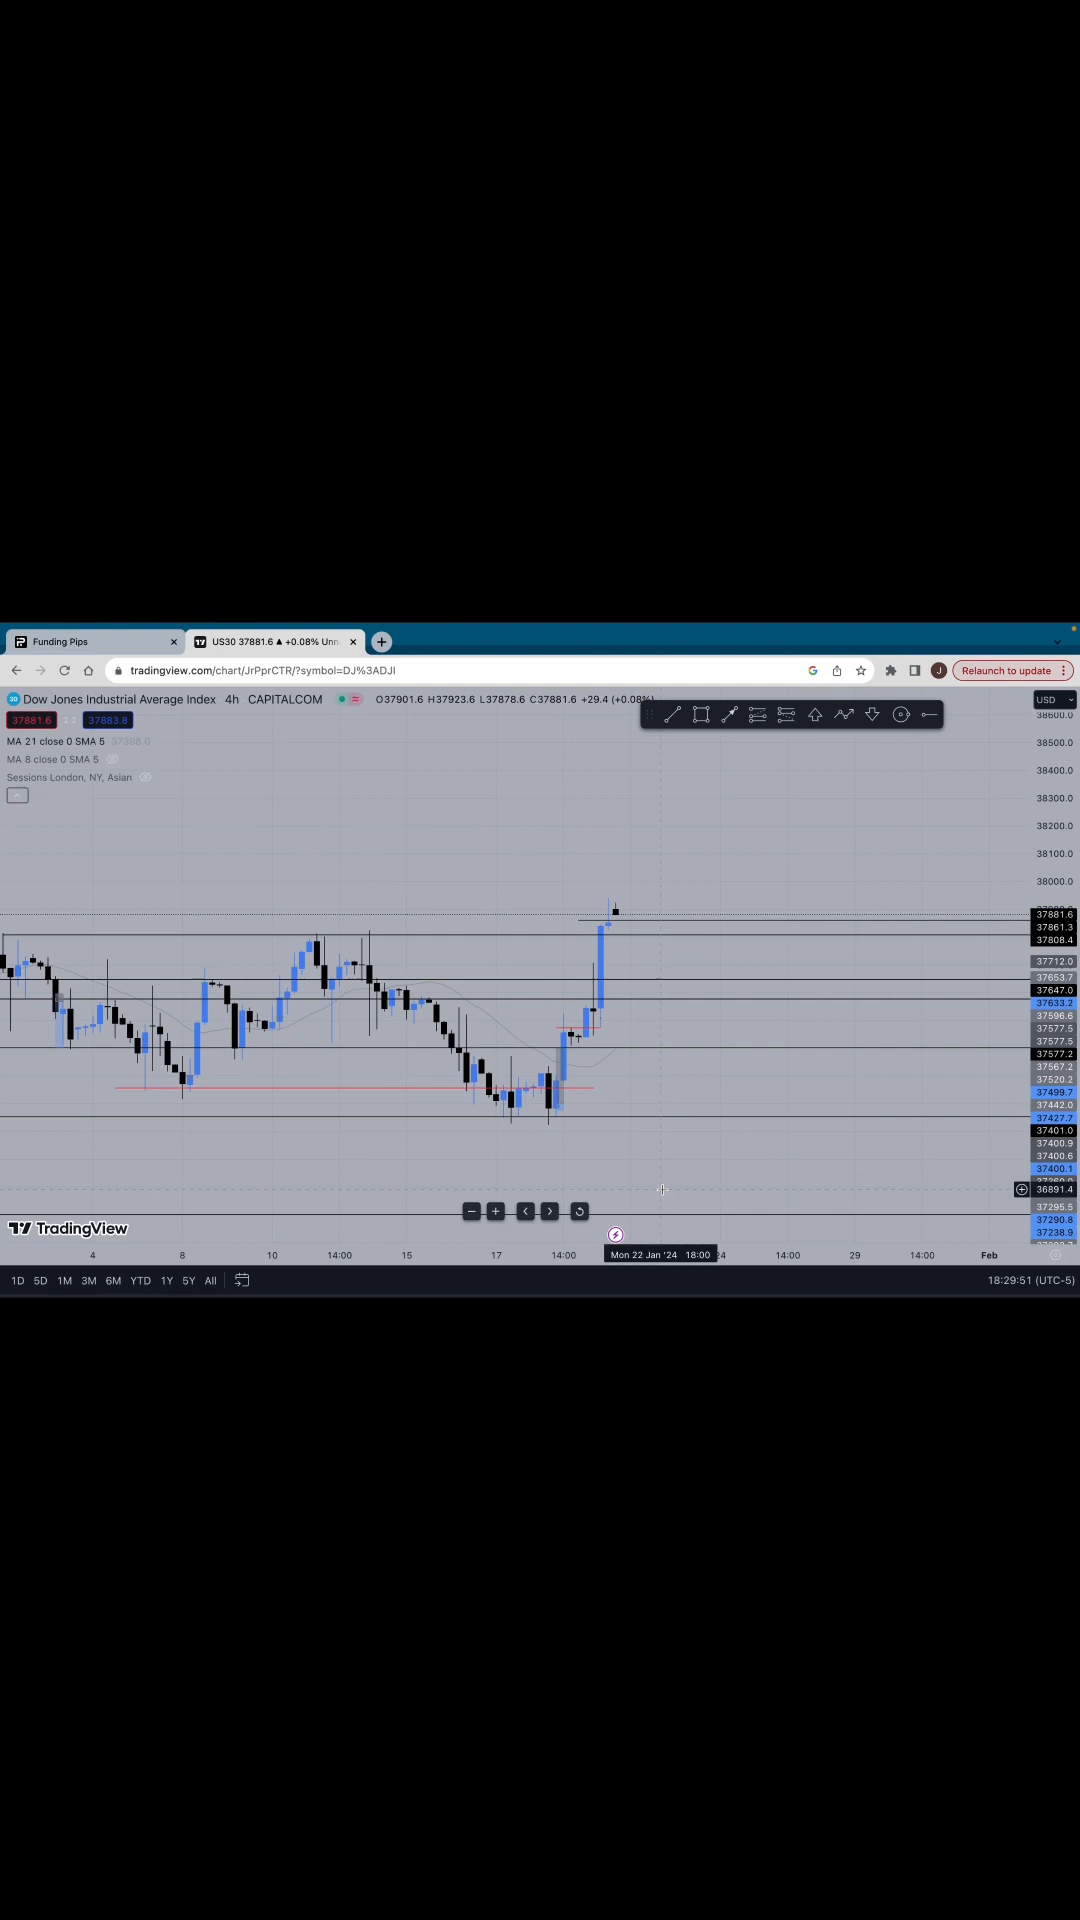 Funding Pips
US30 37881.6 ▲ +0.08% Unn
tradingview.com/chart/JrPprCTR/?symbol=DJ%3ADJI
J
Relaunch to update
30 Dow Jones Industrial Average Index 4h CAPITALCOM O37901.6 H37923.6 L37878.6 C37881.6 +29.4 (+0.08%)
USD
37881.6 2.2 37883.8
MA 21 close 0 SMA 5 37398.0
MA 8 close 0 SMA 5
Sessions London, NY, Asian
38600.0
38500.0
38400.0
38300.0
38200.0
38100.0
38000.0
37881.6
37861.3
37808.4
37712.0
37653.7
37647.0
37633.2
37596.6
37577.5
37577.5
37577.2
37567.2
37520.2
37499.7
37442.0
37427.7
37401.0
37400.9
37400.6
37400.1
36891.4
37295.5
37290.8
37238.9
TradingView
4 8 10 14:00 15 17 14:00 Mon 22 Jan '24 18:00 24 14:00 29 14:00 Feb
1D 5D 1M 3M 6M YTD 1Y 5Y All
18:29:51 (UTC-5)